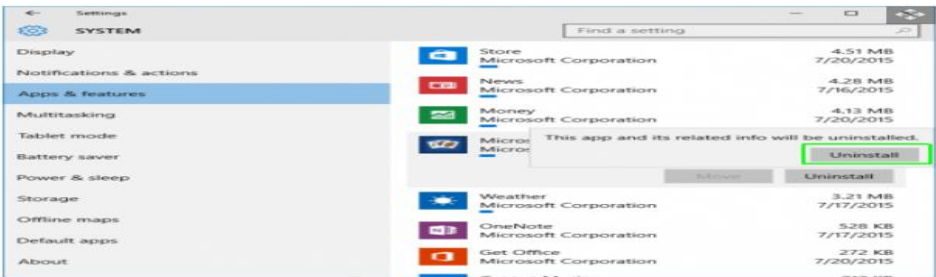 Settings
SYSTEM
Find a setting
Display
Notifications & actions
Apps & features
Multitasking
Tablet mode
Battery saver
Power & sleep
Storage
Offline maps
Default apps
About
Store 4.51 MB
Microsoft Corporation 7/20/2015
News 4.28 MB
Microsoft Corporation 7/16/2015
Money 4.13 MB
Microsoft Corporation 7/20/2015
Micros
Micros
This app and its related info will be uninstalled.
Uninstall
Move Uninstall
Weather 3.21 MB
Microsoft Corporation 7/17/2015
OneNote 528 KB
Microsoft Corporation 7/17/2015
Get Office 272 KB
Microsoft Corporation 7/20/2015